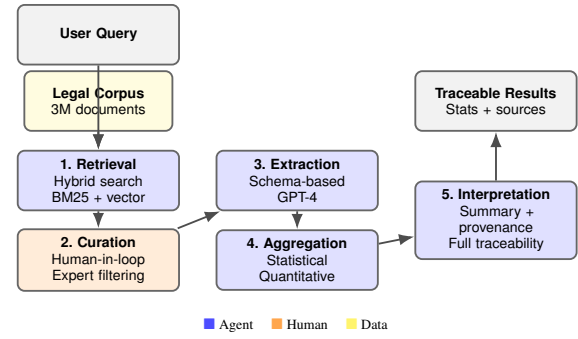 User Query
Legal Corpus
3M documents
1. Retrieval
Hybrid search
BM25 + vector
2. Curation
Human-in-loop
Expert filtering
3. Extraction
Schema-based
GPT-4
4. Aggregation
Statistical
Quantitative
Traceable Results
Stats + sources
5. Interpretation
Summary +
provenance
Full traceability
Agent Human Data